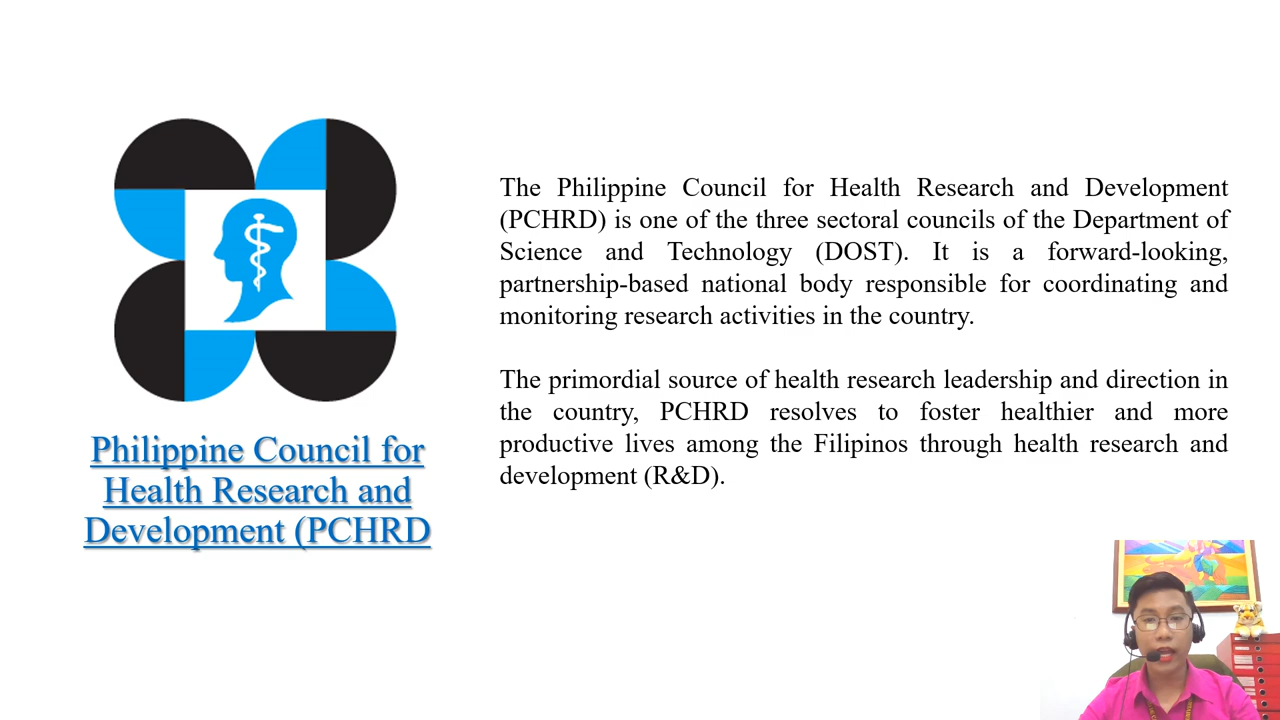 Philippine Council for
Health Research and
Development (PCHRD
The Philippine Council for Health Research and Development
(PCHRD) is one of the three sectoral councils of the Department of
Science and Technology (DOST). It is a forward-looking,
partnership-based national body responsible for coordinating and
monitoring research activities in the country.
The primordial source of health research leadership and direction in
the country, PCHRD resolves to foster healthier and more
productive lives among the Filipinos through health research and
development (R&D).